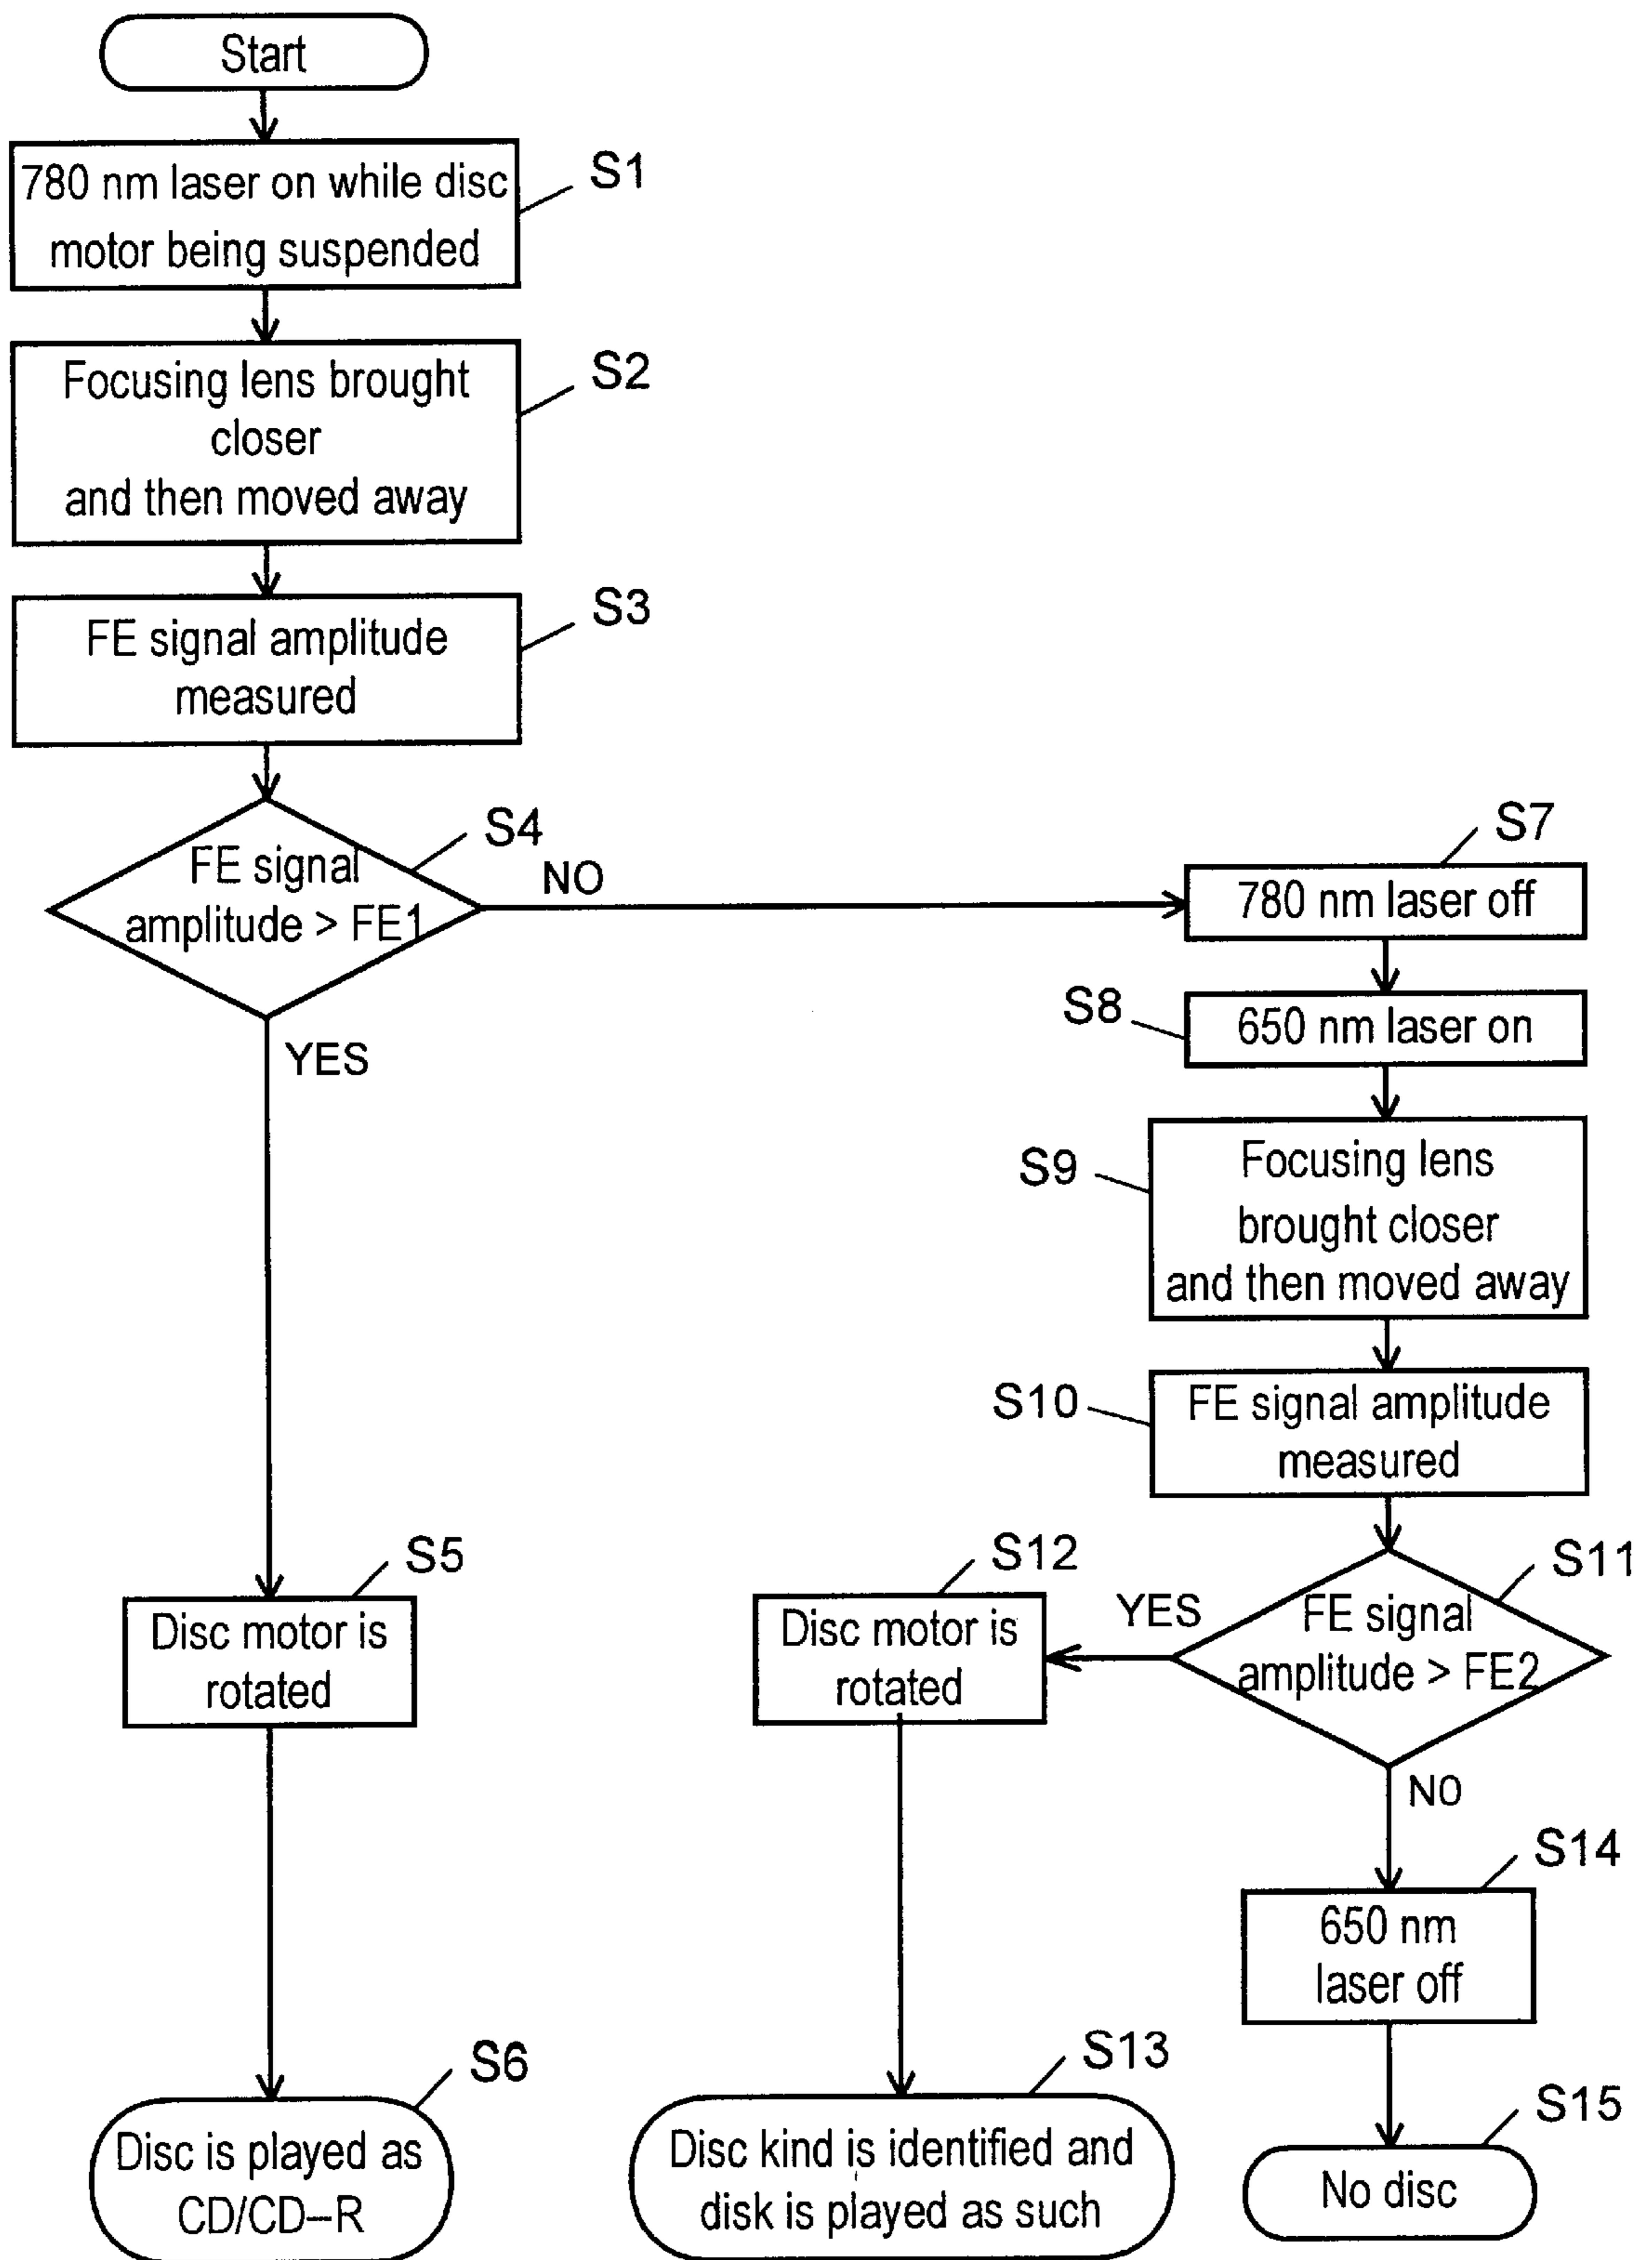 Start
780 nm laser on while disc
motor being suspended
S1
Focusing lens brought
closer
and then moved away
S2
FE signal amplitude
measured
S3
FE signal
amplitude > FE1
S4
NO
YES
Disc motor is
rotated
S5
Disc is played as
CD/CD–R
S6
780 nm laser off
S7
650 nm laser on
S8
Focusing lens
brought closer
and then moved away
S9
FE signal amplitude
measured
S10
FE signal
amplitude > FE2
S11
YES
NO
Disc motor is
rotated
S12
Disc kind is identified and
disk is played as such
S13
650 nm
laser off
S14
No disc
S15